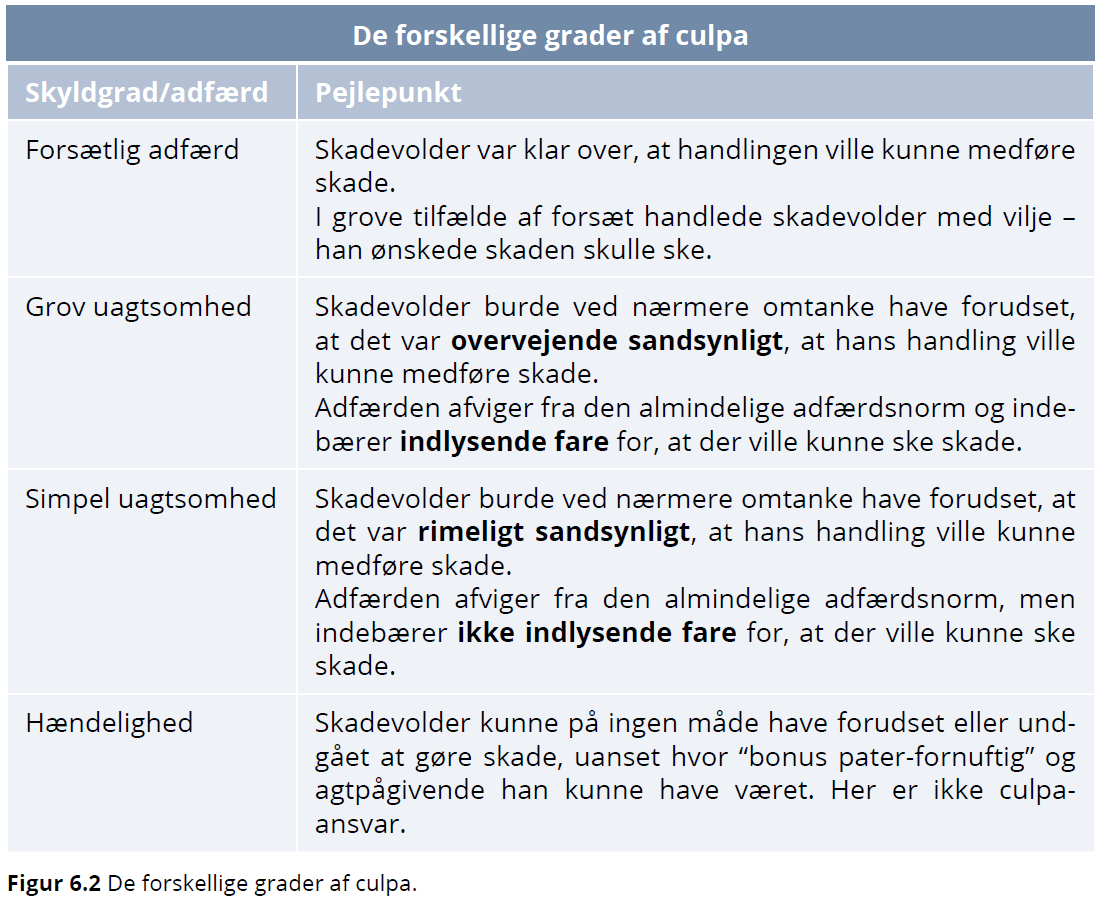 De forskellige grader af culpa
Skyldgrad/adfærd
Pejlepunkt
Forsætlig adfærd
Skadevolder var klar over, at handlingen ville kunne medføre
skade.
I grove tilfælde af forsæt handlede skadevolder med vilje –
han ønskede skaden skulle ske.
Grov uagtsomhed
Skadevolder burde ved nærmere omtanke have forudset,
at det var overvejende sandsynligt, at hans handling ville
kunne medføre skade.
Adfærden afviger fra den almindelige adfærdsnorm og inde-
bærer indlysende fare for, at der ville kunne ske skade.
Simpel uagtsomhed
Skadevolder burde ved nærmere omtanke have forudset, at
det var rimeligt sandsynligt, at hans handling ville kunne
medføre skade.
Adfærden afviger fra den almindelige adfærdsnorm, men
indebærer ikke indlysende fare for, at der ville kunne ske
skade.
Hændelighed
Skadevolder kunne på ingen måde have forudset eller und-
gået at gøre skade, uanset hvor “bonus pater-fornuftig” og
agtpågivende han kunne have været. Her er ikke culpa-
ansvar.
Figur 6.2 De forskellige grader af culpa.